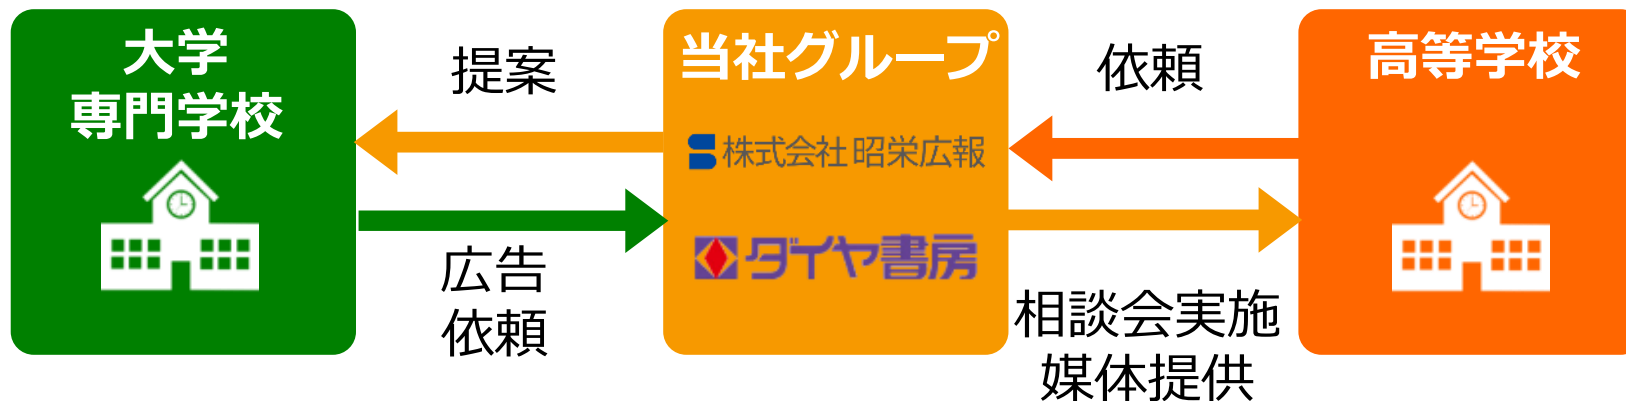 大学
専門学校
提案
広告
依頼
当社グループ
株式会社 昭栄広報
ダイヤ書房
依頼
相談会実施
媒体提供
高等学校